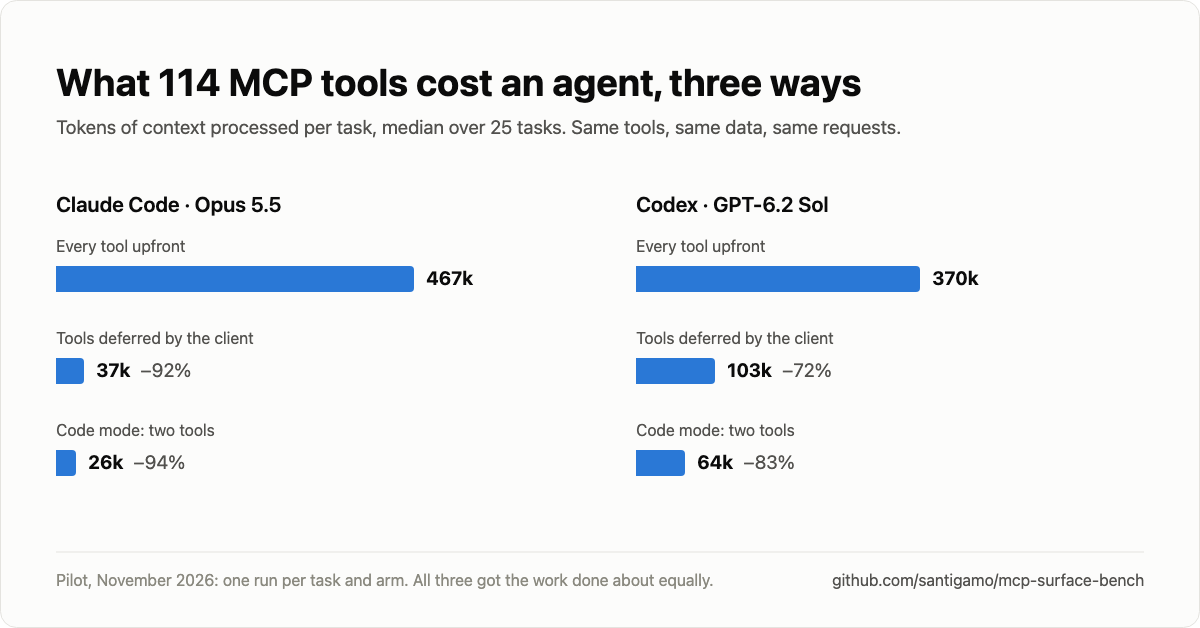 What 114 MCP tools cost an agent, three ways
Tokens of context processed per task, median over 25 tasks. Same tools, same data, same requests.
Claude Code · Opus 5.5
Every tool upfront
467k
Tools deferred by the client
37k –92%
Code mode: two tools
26k –94%
Codex · GPT-6.2 Sol
Every tool upfront
370k
Tools deferred by the client
103k –72%
Code mode: two tools
64k –83%
Pilot, November 2026: one run per task and arm. All three got the work done about equally.
github.com/santigamo/mcp-surface-bench